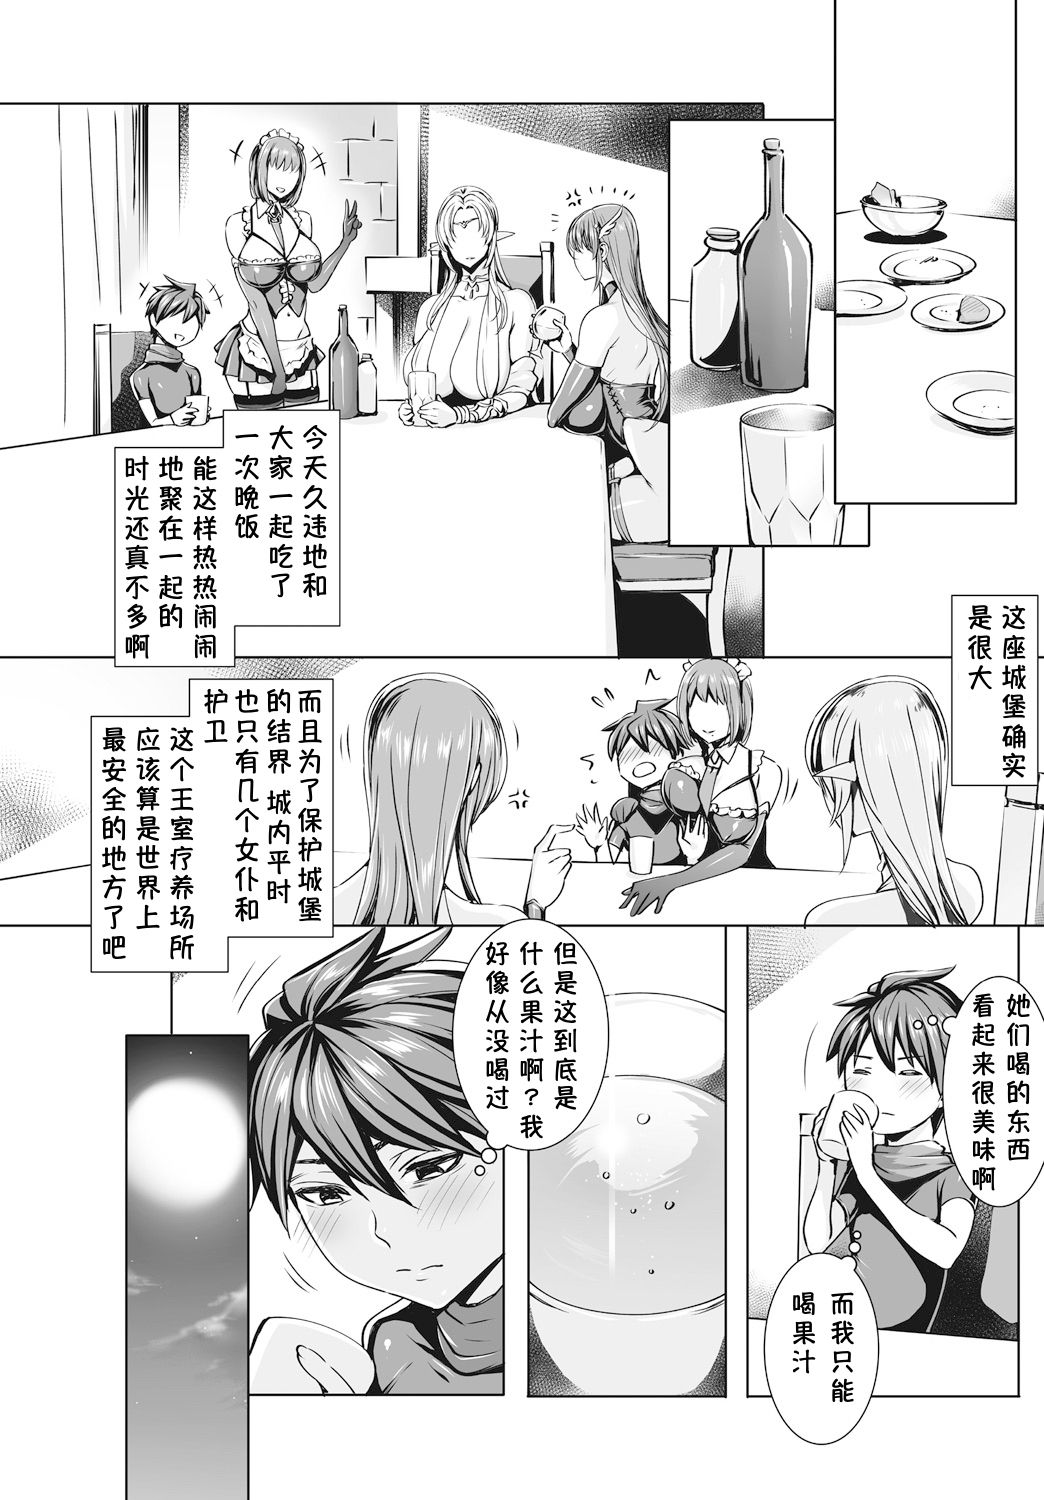 今天久违地和
大家一起吃了
一次晚饭
能这样热热闹闹
地聚在一起的
时光还真不多啊
这座城堡确实
是很大
而且为了保护城堡
的结界 城内平时
也只有几个女仆和
护卫
这个王室疗养场所
应该算是世界上
最安全的地方了吧
她们喝的东西
看起来很美味啊
而我只能
喝果汁
但是这到底是
什么果汁啊？我
好像从没喝过